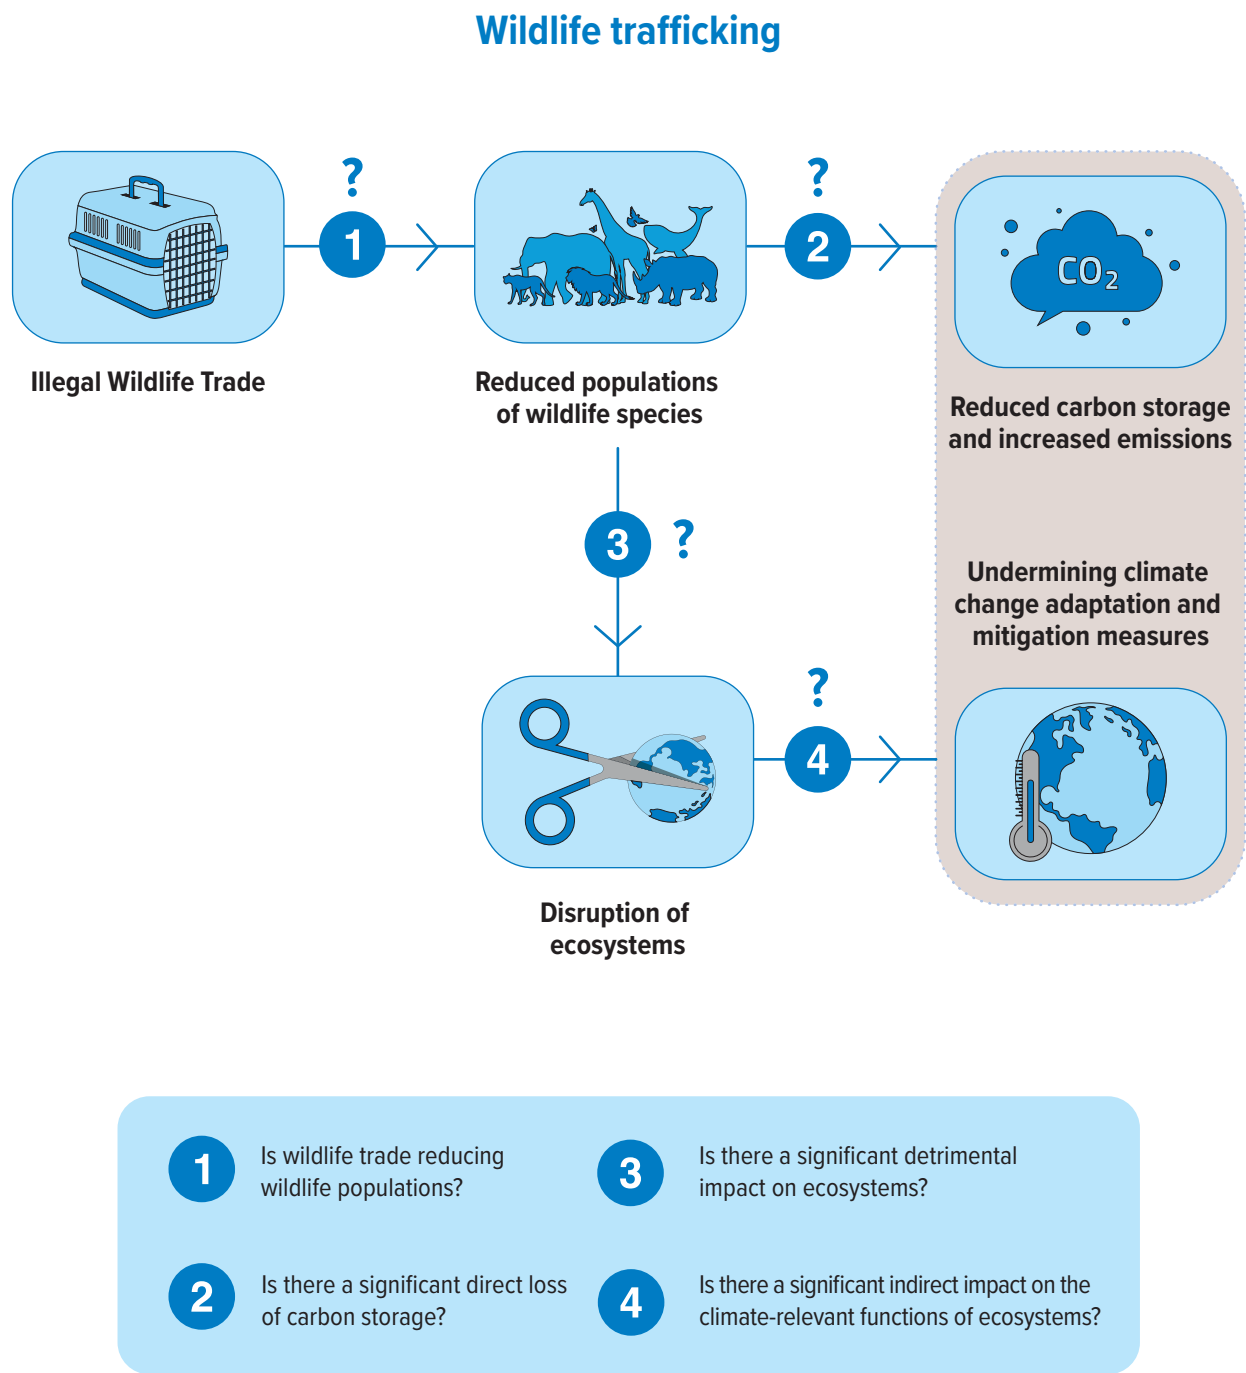 Wildlife trafficking
?
1
?
2
CO₂
Illegal Wildlife Trade
Reduced populations
of wildlife species
Reduced carbon storage
and increased emissions
3
?
Undermining climate
change adaptation and
mitigation measures
?
4
Disruption of
ecosystems
1
Is wildlife trade reducing
wildlife populations?
2
Is there a significant direct loss
of carbon storage?
3
Is there a significant detrimental
impact on ecosystems?
4
Is there a significant indirect impact on the
climate-relevant functions of ecosystems?